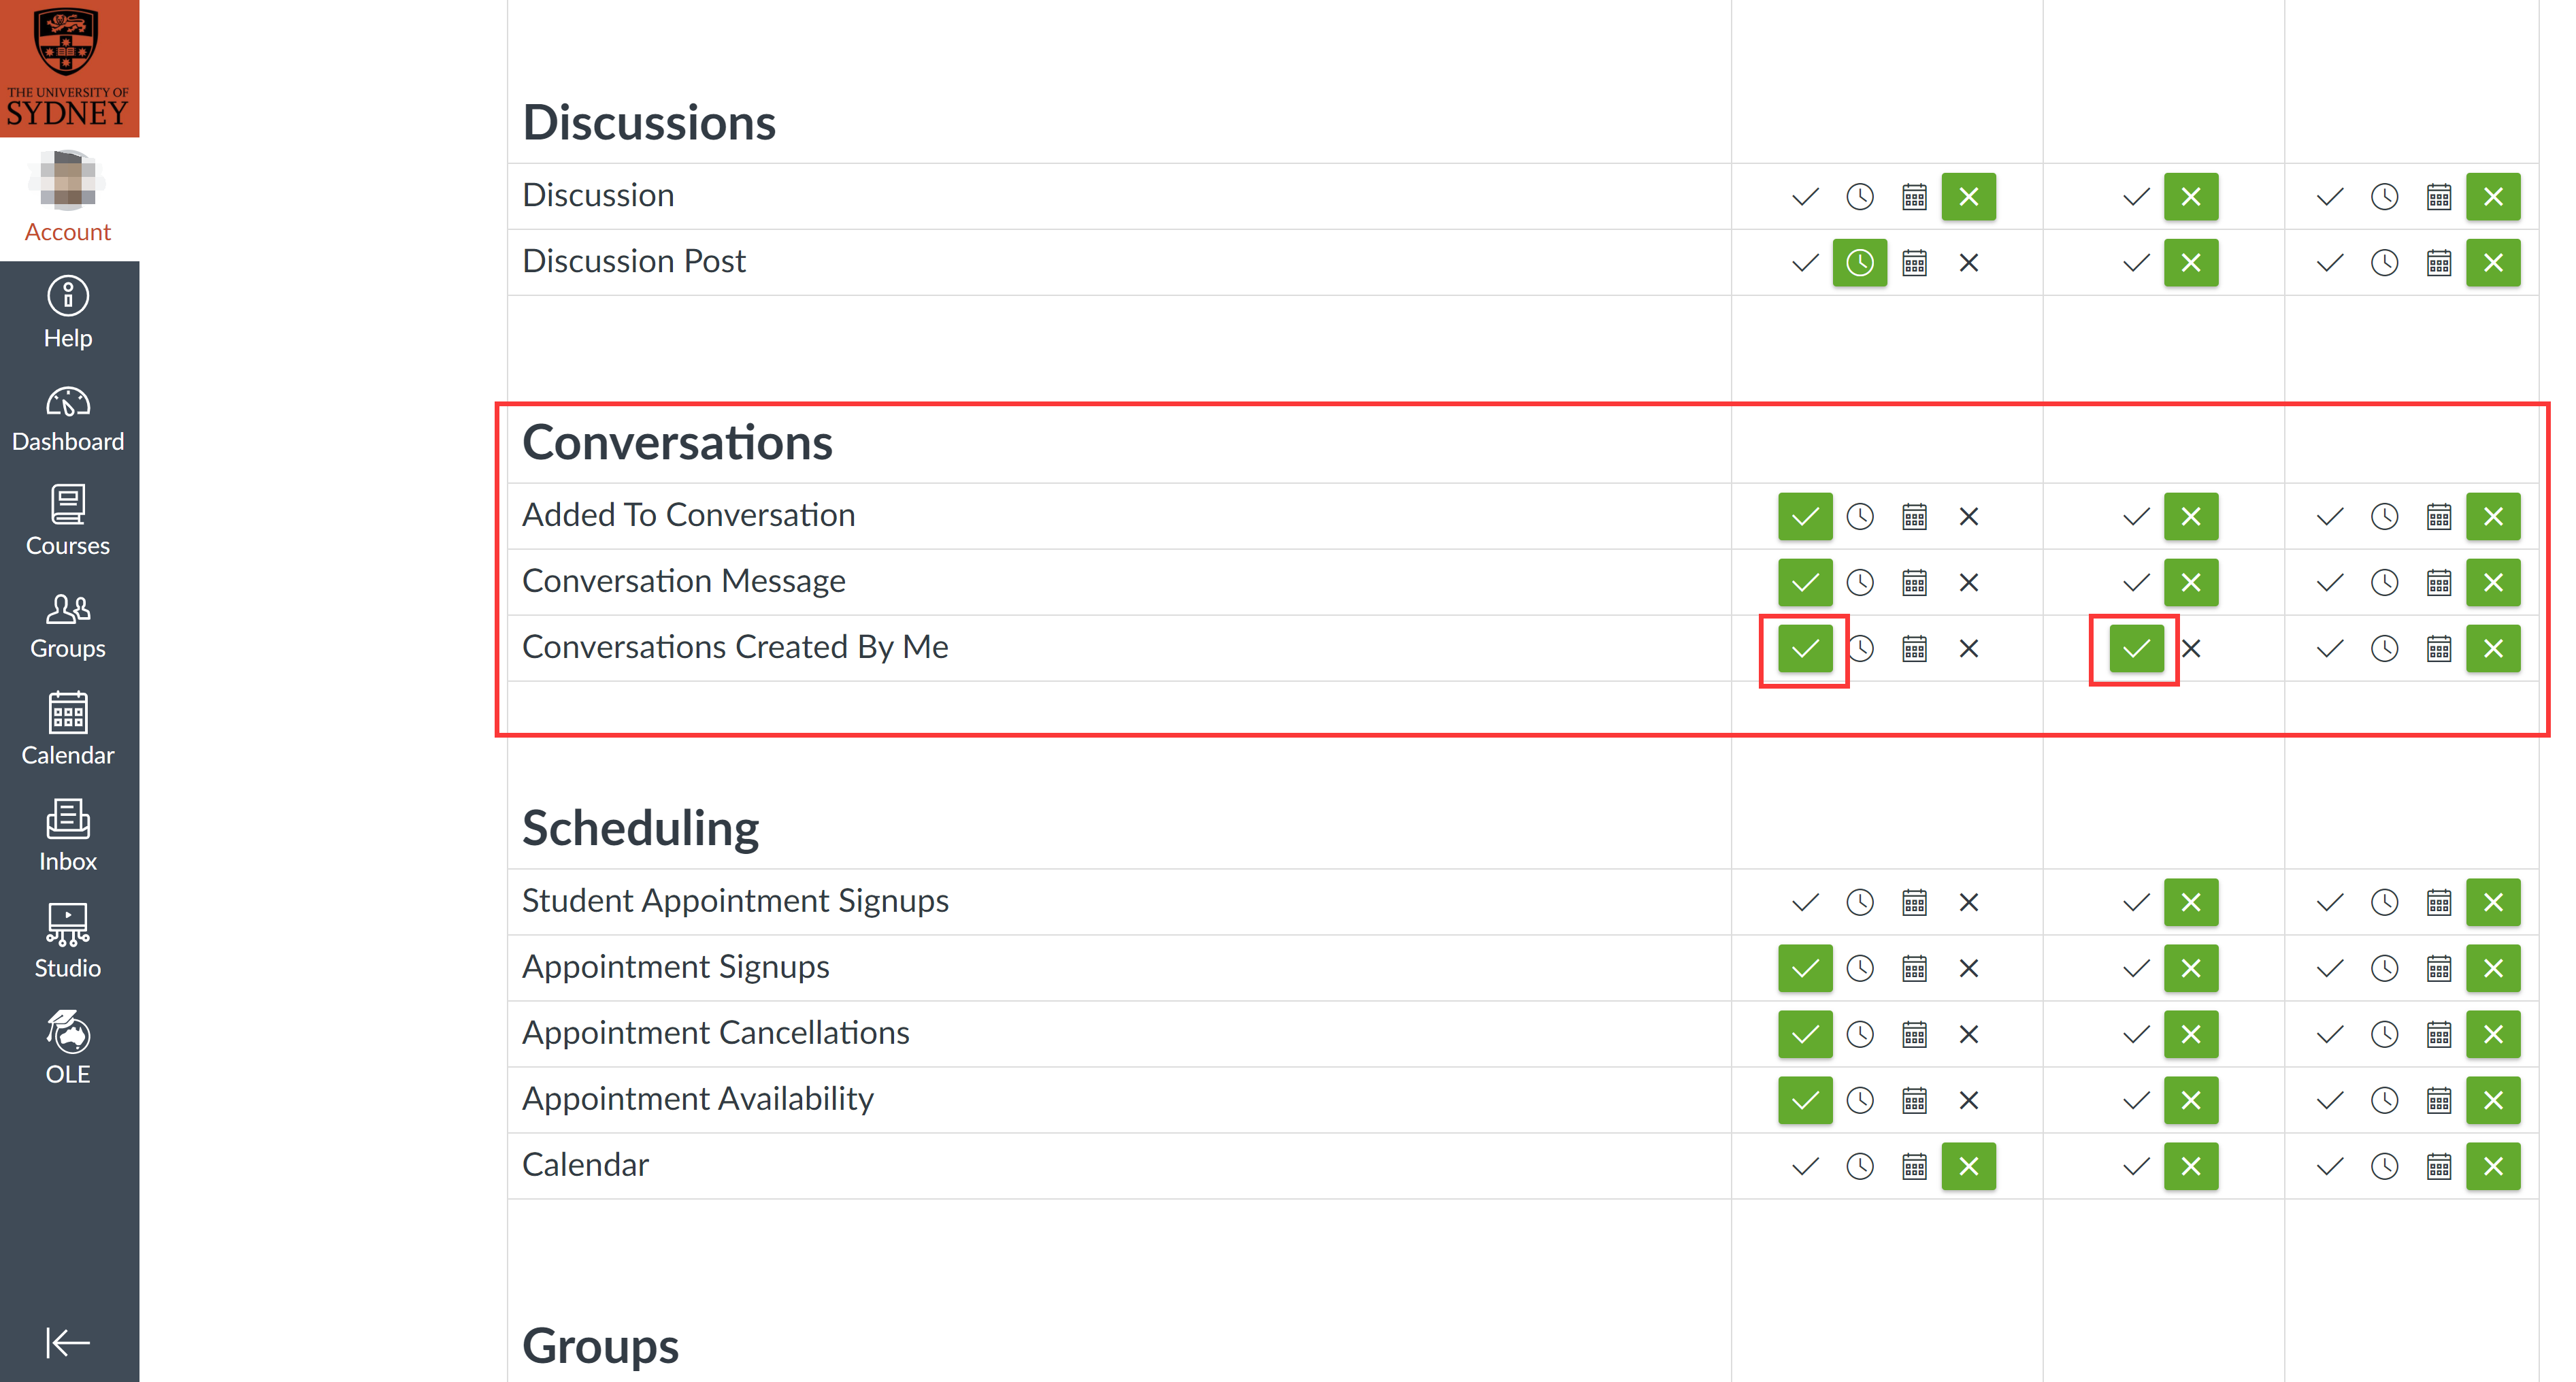 THE UNIVERSITY OF
SYDNEY
Account
Help
Dashboard
Courses
Groups
Calendar
Inbox
Studio
OLE
Discussions
Discussion
Discussion Post
Conversations
Added To Conversation
Conversation Message
Conversations Created By Me
Scheduling
Student Appointment Signups
Appointment Signups
Appointment Cancellations
Appointment Availability
Calendar
Groups